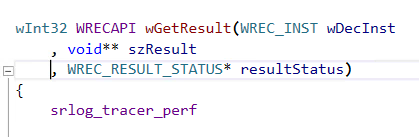 wInt32 WRECAPI wGetResult(WREC_INST wDecInst
, void** szResult
, WREC_RESULT_STATUS* resultStatus)
{
srlog_tracer_perf